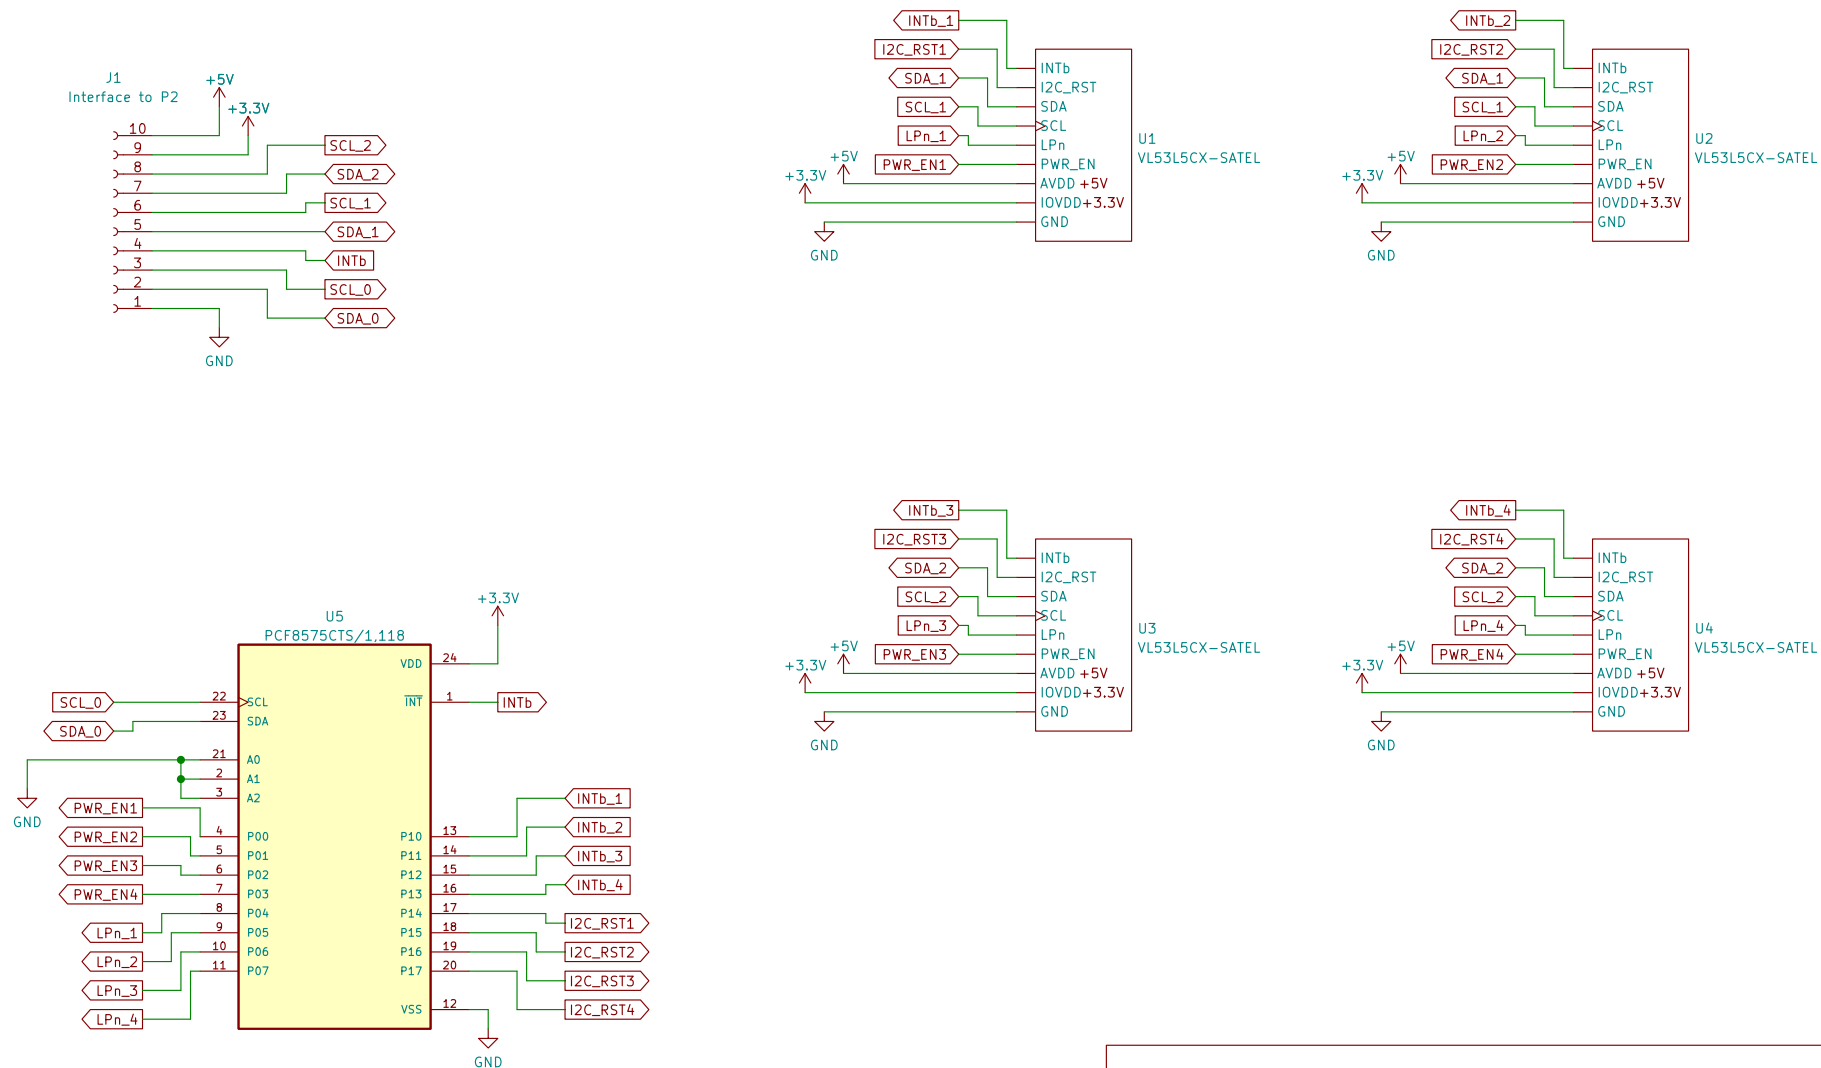 J1
Interface to P2
+5V
+3.3V
10
9
8
7
6
5
4
3
2
1
SCL_2
SDA_2
SCL_1
SDA_1
INTb
SCL_0
SDA_0
GND
INTb_1
I2C_RST1
SDA_1
SCL_1
LPn_1
PWR_EN1
+5V
+3.3V
GND
INTb
I2C_RST
SDA
SCL
LPn
PWR_EN
AVDD +5V
IOVDD+3.3V
GND
U1
VL53L5CX-SATEL
INTb_2
I2C_RST2
SDA_1
SCL_1
LPn_2
PWR_EN2
+5V
+3.3V
GND
INTb
I2C_RST
SDA
SCL
LPn
PWR_EN
AVDD +5V
IOVDD+3.3V
GND
U2
VL53L5CX-SATEL
INTb_3
I2C_RST3
SDA_2
SCL_2
LPn_3
PWR_EN3
+5V
+3.3V
GND
INTb
I2C_RST
SDA
SCL
LPn
PWR_EN
AVDD +5V
IOVDD+3.3V
GND
U3
VL53L5CX-SATEL
INTb_4
I2C_RST4
SDA_2
SCL_2
LPn_4
PWR_EN4
+5V
+3.3V
GND
INTb
I2C_RST
SDA
SCL
LPn
PWR_EN
AVDD +5V
IOVDD+3.3V
GND
U4
VL53L5CX-SATEL
U5
PCF8575CTS/1,118
+3.3V
SCL_0
SDA_0
GND
PWR_EN1
PWR_EN2
PWR_EN3
PWR_EN4
LPn_1
LPn_2
LPn_3
LPn_4
22 SCL
23 SDA
21 A0
2 A1
3 A2
4 P00
5 P01
6 P02
7 P03
8 P04
9 P05
10 P06
11 P07
VDD 24
INT 1
P10 13
P11 14
P12 15
P13 16
P14 17
P15 18
P16 19
P17 20
VSS 12
INTb
INTb_1
INTb_2
INTb_3
INTb_4
I2C_RST1
I2C_RST2
I2C_RST3
I2C_RST4
GND